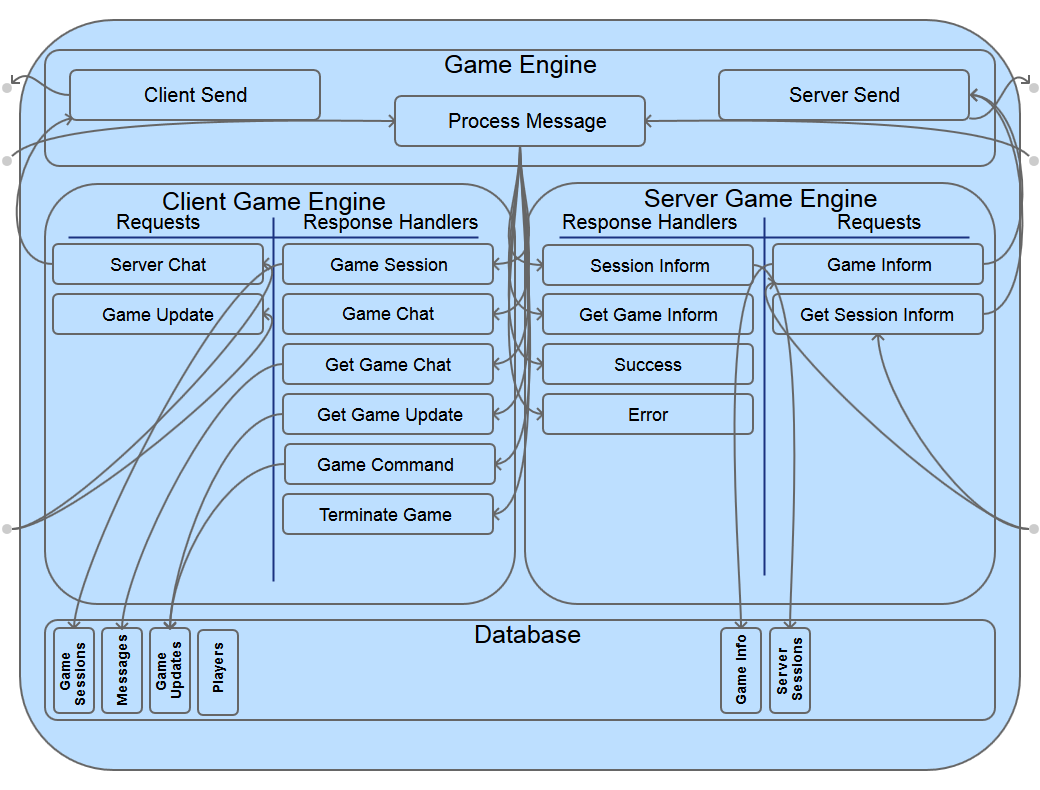 Game Engine
Client Send
Server Send
Process Message
Client Game Engine
Requests
Response Handlers
Server Chat
Game Update
Game Session
Game Chat
Get Game Chat
Get Game Update
Game Command
Terminate Game
Server Game Engine
Response Handlers
Requests
Session Inform
Get Game Inform
Success
Error
Game Inform
Get Session Inform
Database
Game
Sessions
Messages
Game
Updates
Players
Game Info
Server
Sessions